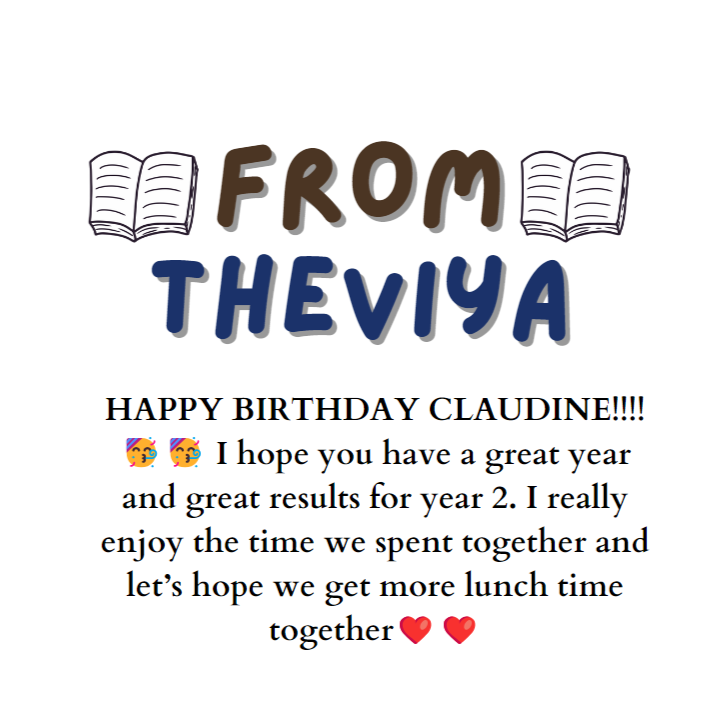 FROM
THEVIYA
HAPPY BIRTHDAY CLAUDINE!!!!
🥳 🥳 I hope you have a great year
and great results for year 2. I really
enjoy the time we spent together and
let's hope we get more lunch time
together❤️ ❤️